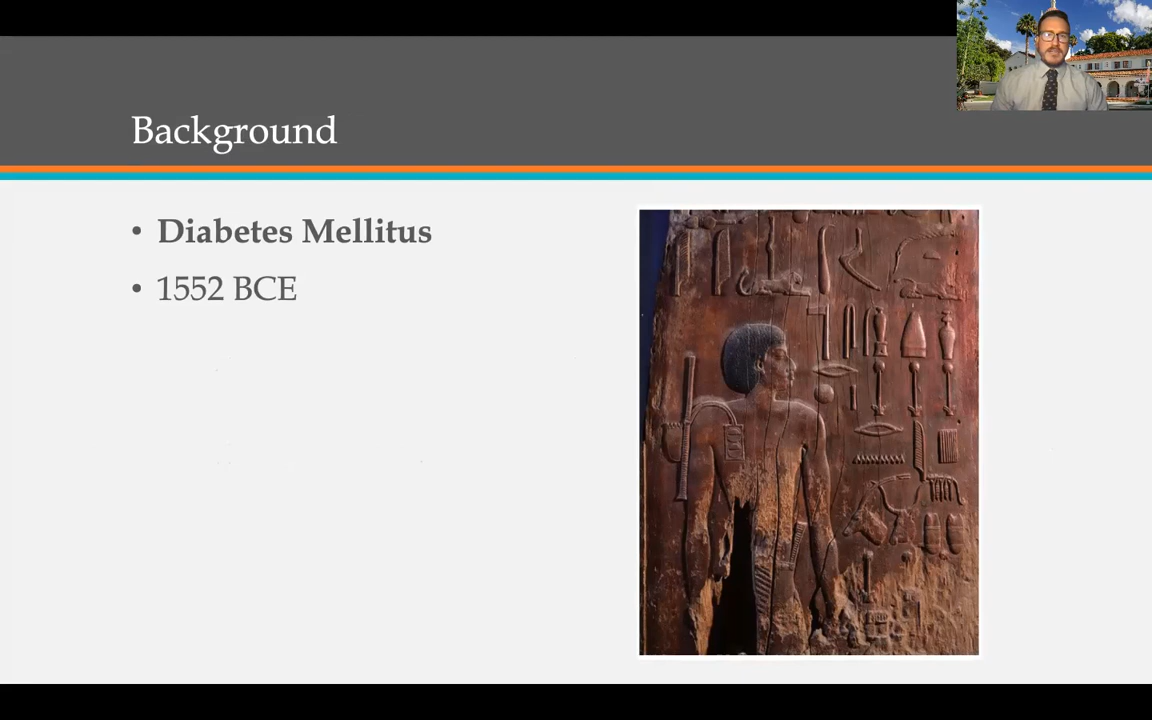 Background
• Diabetes Mellitus
• 1552 BCE